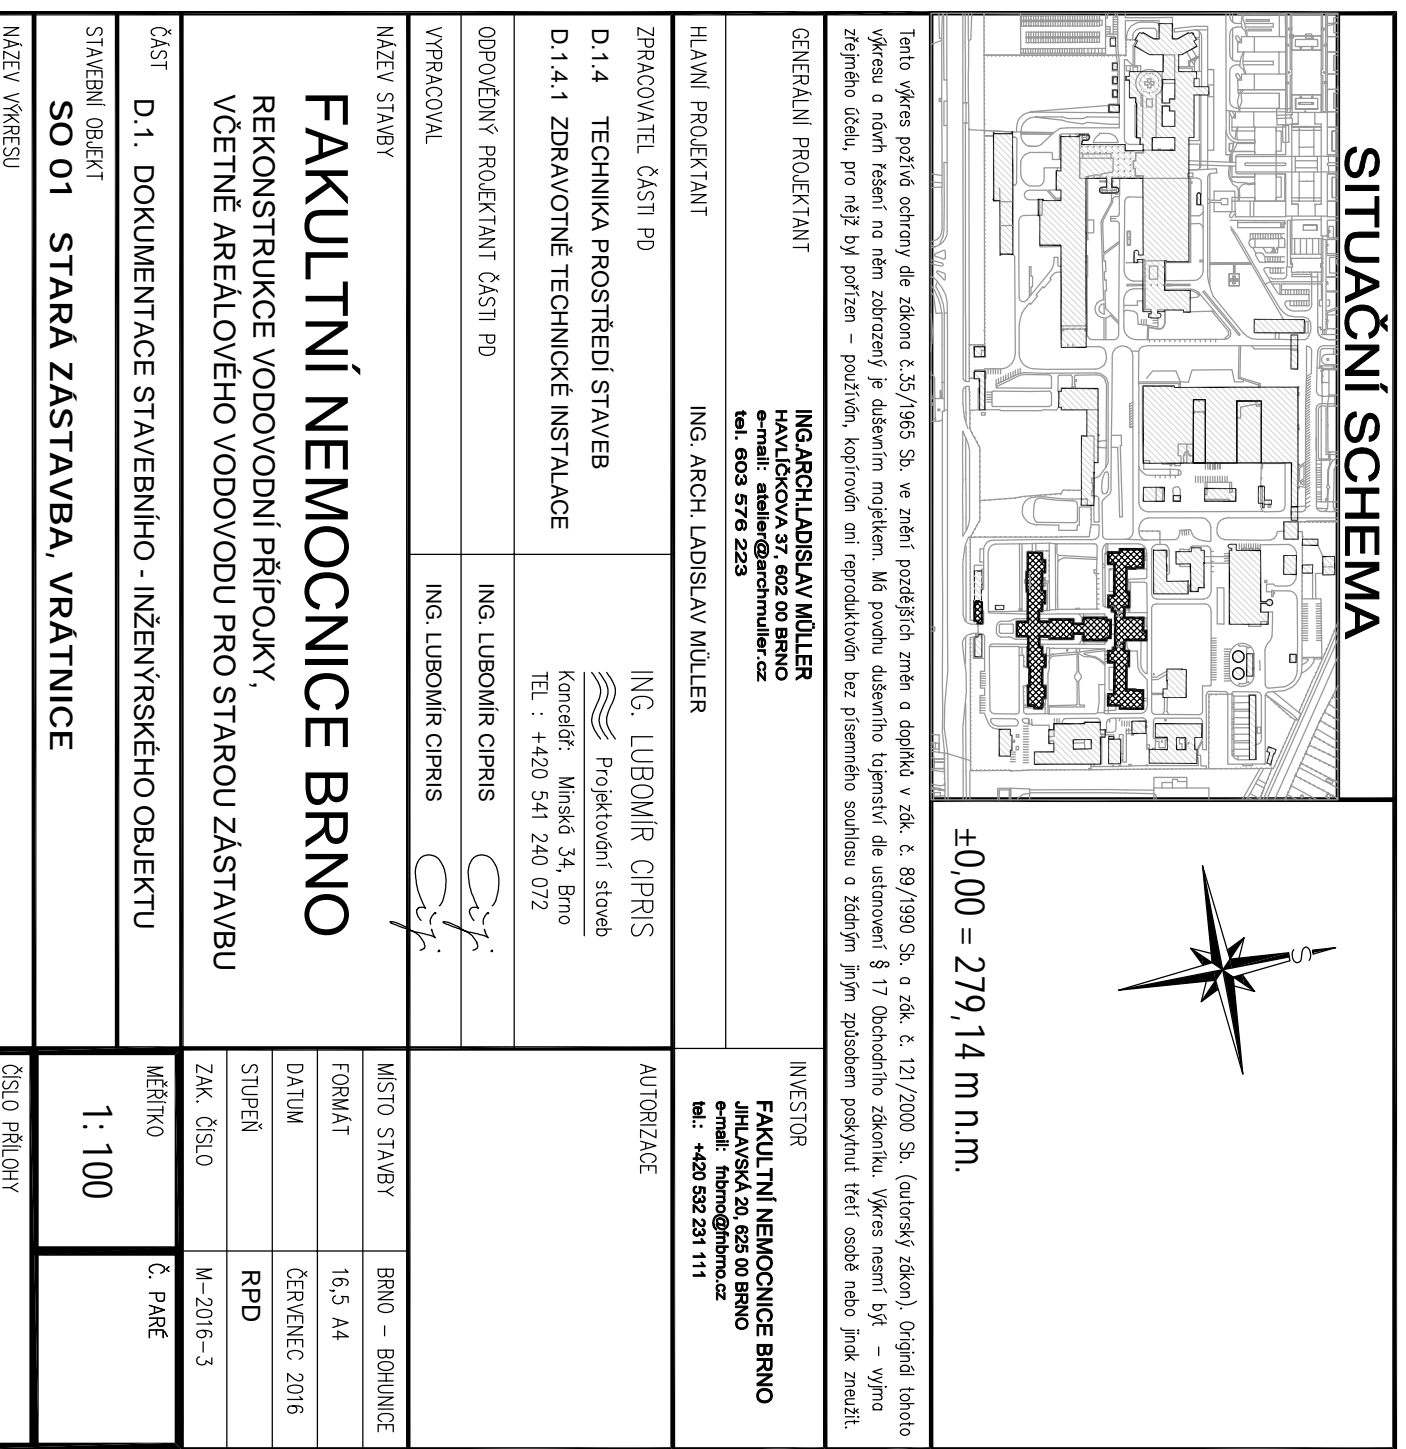 SITUAČNÍ SCHEMA
S
±0,00 = 279,14 m n.m.
Tento výkres požívá ochrany dle zákona č.35/1965 Sb. ve znění pozdějších změn a doplňků v zák. č. 89/1990 Sb. a zák. č. 121/2000 Sb. (autorský zákon). Originál tohoto
výkresu a návrh řešení na něm zobrazený je duševním majetkem. Má povahu duševního tajemství dle ustanovení § 17 Obchodního zákoníku. Výkres nesmí být – vyjma
zřejmého účelu, pro nějž byl pořízen – používán, kopírován ani reproduktován bez písemného souhlasu a žádným jiným způsobem poskytnut třetí osobě nebo jinak zneužit.
GENERÁLNÍ PROJEKTANT
ING.ARCH.LADISLAV MÜLLER
HAVLÍČKOVA 37, 602 00 BRNO
e-mail: atelier@archmuller.cz
tel. 603 576 223
INVESTOR
FAKULTNÍ NEMOCNICE BRNO
JIHLAVSKÁ 20, 625 00 BRNO
e-mail: fnbrno@fnbrno.cz
tel.: +420 532 231 111
HLAVNÍ PROJEKTANT
ING. ARCH. LADISLAV MÜLLER
ZPRACOVATEL ČÁSTI PD
D.1.4 TECHNIKA PROSTŘEDÍ STAVEB
D.1.4.1 ZDRAVOTNĚ TECHNICKÉ INSTALACE
ING. LUBOMÍR CIPRIS
Projektování staveb
Kancelář: Minská 34, Brno
TEL : +420 541 240 072
AUTORIZACE
ODPOVĚDNÝ PROJEKTANT ČÁSTI PD
ING. LUBOMÍR CIPRIS
VYPRACOVAL
ING. LUBOMÍR CIPRIS
NÁZEV STAVBY
FAKULTNÍ NEMOCNICE BRNO
REKONSTRUKCE VODOVODNÍ PŘÍPOJKY,
VČETNĚ AREÁLOVÉHO VODOVODU PRO STAROU ZÁSTAVBU
MÍSTO STAVBY BRNO – BOHUNICE
FORMÁT 16,5 A4
DATUM ČERVENEC 2016
STUPEŇ RPD
ZAK. ČÍSLO M–2016–3
ČÁST
D.1. DOKUMENTACE STAVEBNÍHO - INŽENÝRSKÉHO OBJEKTU
STAVEBNÍ OBJEKT
SO 01 STARÁ ZÁSTAVBA, VRÁTNICE
MĚŘÍTKO
1: 100
Č. PARÉ
NÁZEV VÝKRESU
ČÍSLO PŘÍLOHY